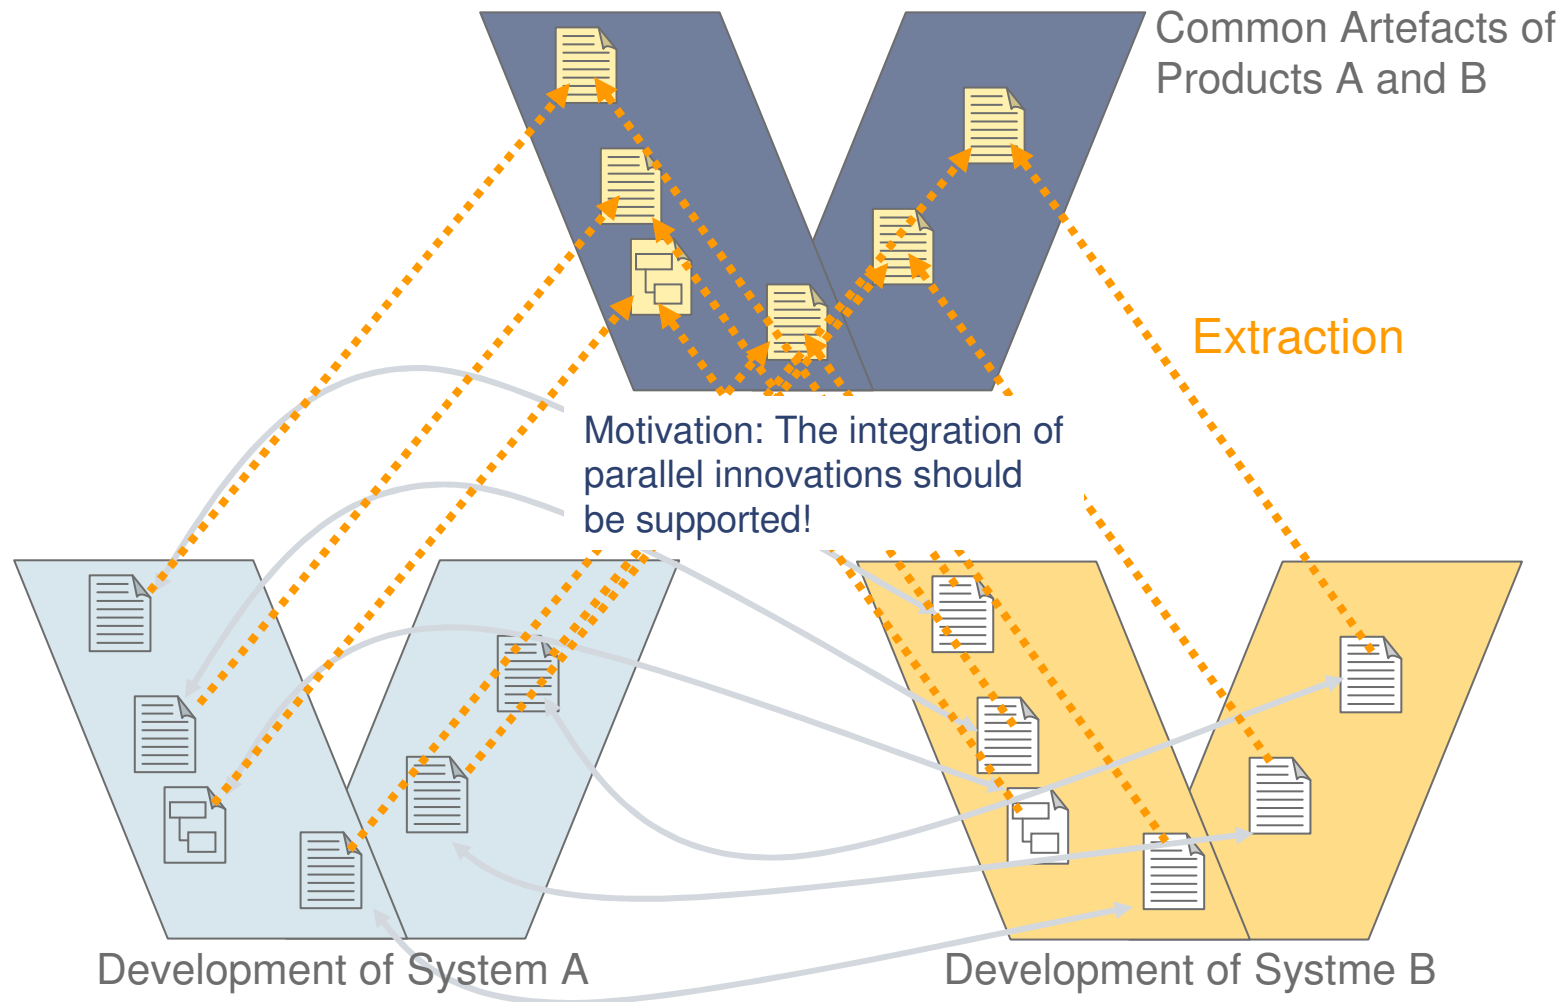 Common Artefacts of
Products A and B
Extraction
Motivation: The integration of
parallel innovations should
be supported!
Development of System A
Development of Systme B